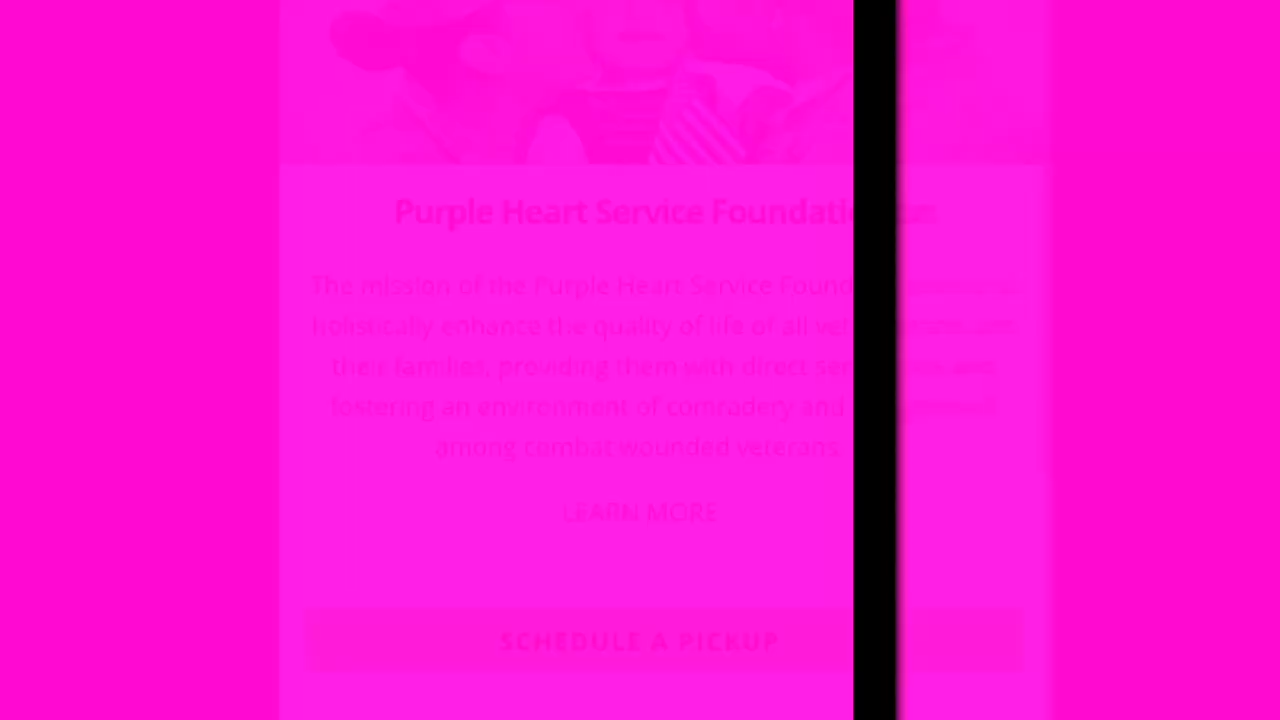 Purple Heart Service Foundati
The mission of the Purple Heart Service Found
holistically enhance the quality of life of all vet
their families, providing them with direct ser
fostering an environment of comradery and
among combat wounded veterans.
LEARN MORE
SCHEDULE A PICKUP